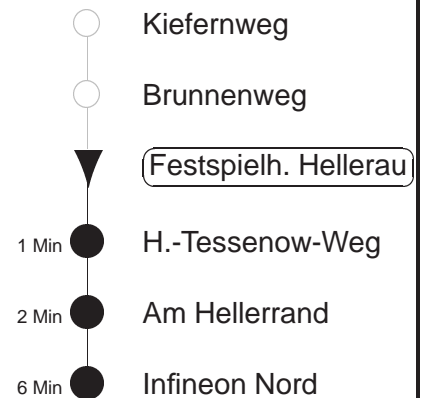 Kiefernweg
Brunnenweg
Festspielh. Hellerau
1 Min H.-Tessenow-Weg
2 Min Am Hellerrand
6 Min Infineon Nord